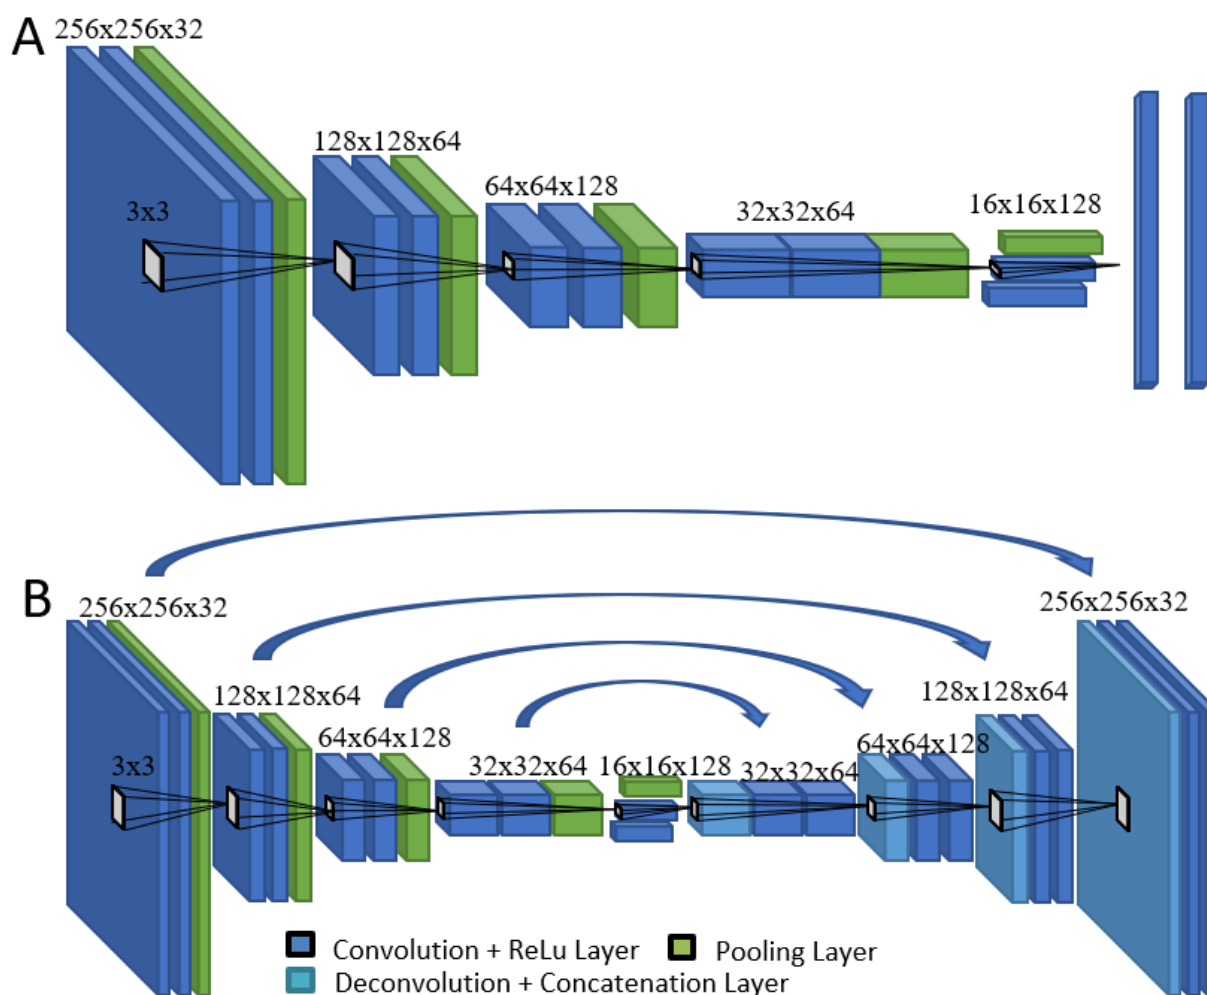 A
256x256x32
128x128x64
64x64x128
32x32x64
16x16x128
3x3
B
256x256x32
128x128x64
64x64x128
32x32x64
16x16x128
32x32x64
64x64x128
128x128x64
256x256x32
3x3
Convolution + ReLu Layer
Pooling Layer
Deconvolution + Concatenation Layer